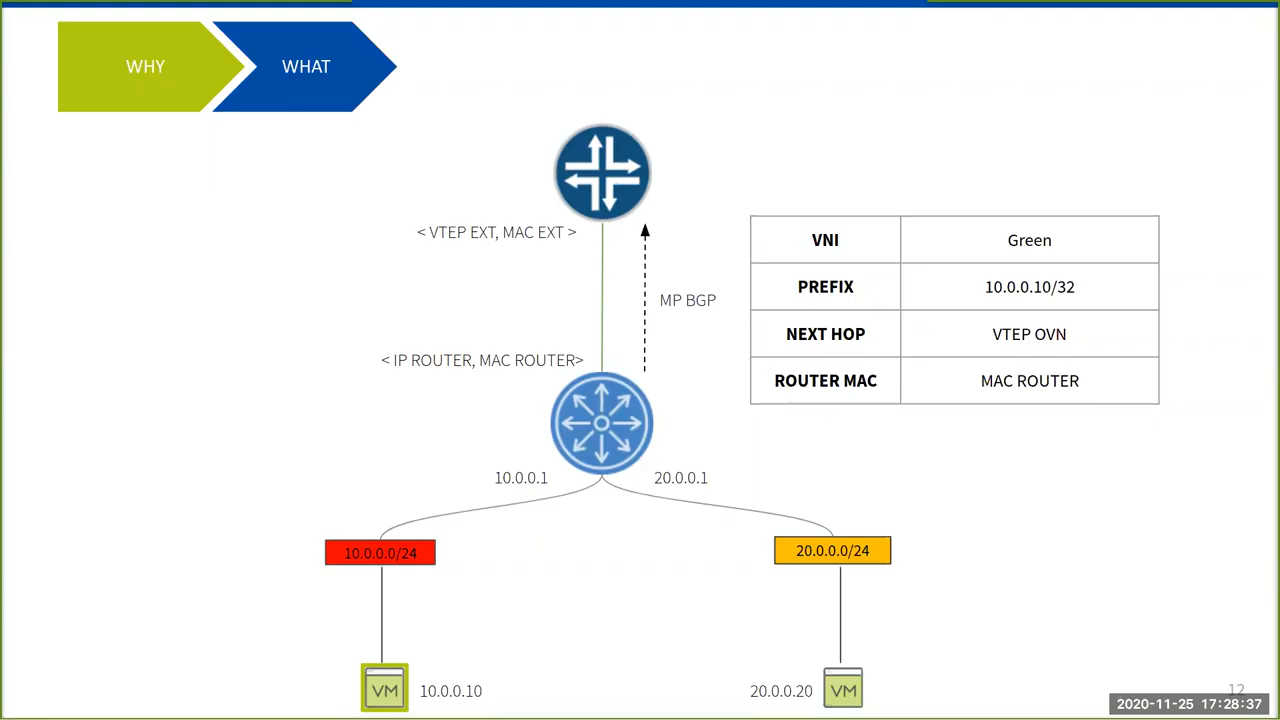 WHY
WHAT
< VTEP EXT, MAC EXT >
MP BGP
< IP ROUTER, MAC ROUTER>
VNI Green
PREFIX 10.0.0.10/32
NEXT HOP VTEP OVN
ROUTER MAC MAC ROUTER
10.0.0.1
20.0.0.1
10.0.0.0/24
20.0.0.0/24
VM
10.0.0.10
20.0.0.20
VM
12
2020-11-25 17:28:37